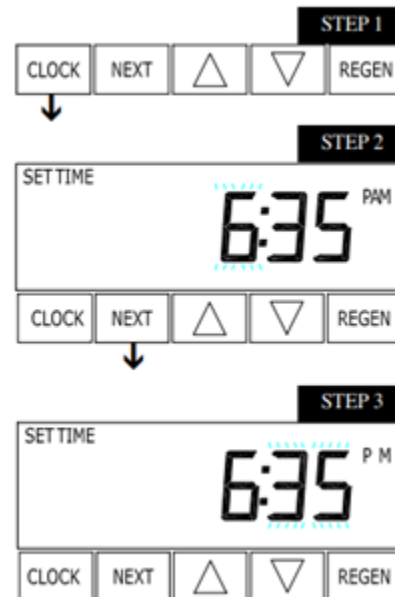 STEP 1
CLOCK NEXT REGEN
STEP 2
SET TIME
6:35 PAM
CLOCK NEXT REGEN
STEP 3
SET TIME
6:35 P M
CLOCK NEXT REGEN